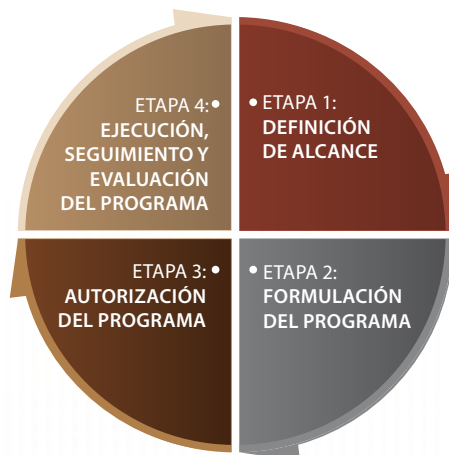 ETAPA 1:
DEFINICIÓN
DE ALCANCE
ETAPA 2:
FORMULACIÓN
DEL PROGRAMA
ETAPA 3:
AUTORIZACIÓN
DEL PROGRAMA
ETAPA 4:
EJECUCIÓN,
SEGUIMIENTO Y
EVALUACIÓN
DEL PROGRAMA